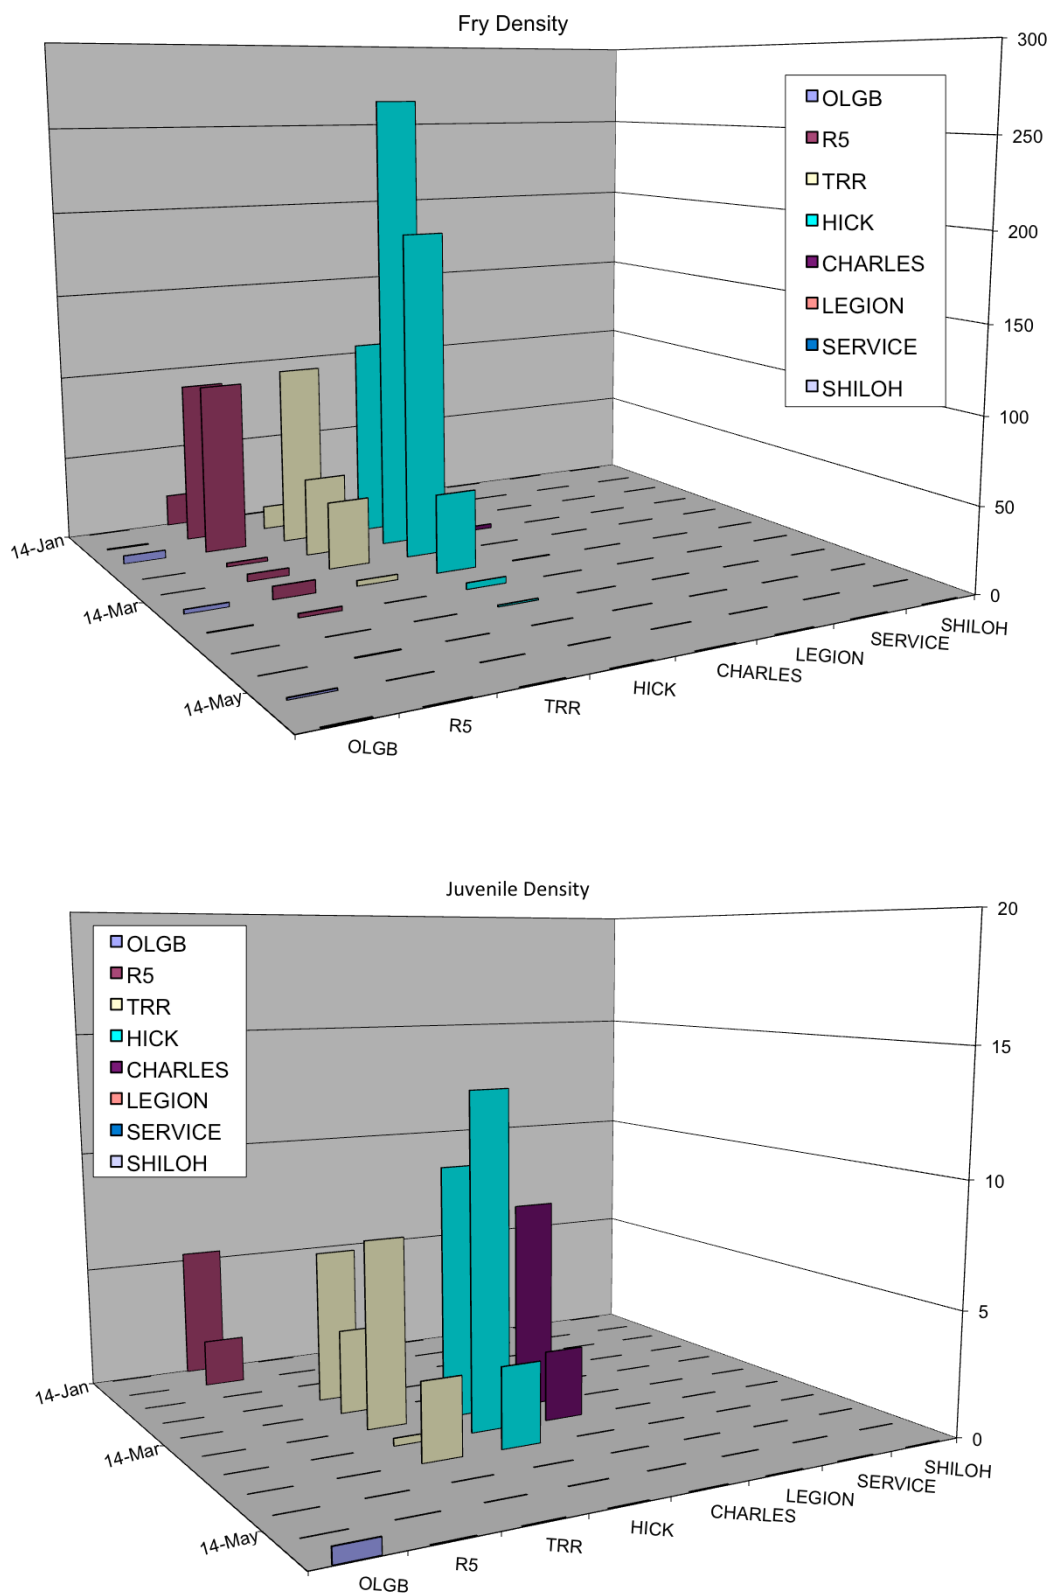 Fry Density
300
250
200
150
100
50
0
OLGB
R5
TRR
HICK
CHARLES
LEGION
SERVICE
SHILOH
14-Jan
14-Mar
14-May
OLGB
R5
TRR
HICK
CHARLES
LEGION
SERVICE
SHILOH
Juvenile Density
20
15
10
5
0
OLGB
R5
TRR
HICK
CHARLES
LEGION
SERVICE
SHILOH
14-Jan
14-Mar
14-May
OLGB
R5
TRR
HICK
CHARLES
LEGION
SERVICE
SHILOH